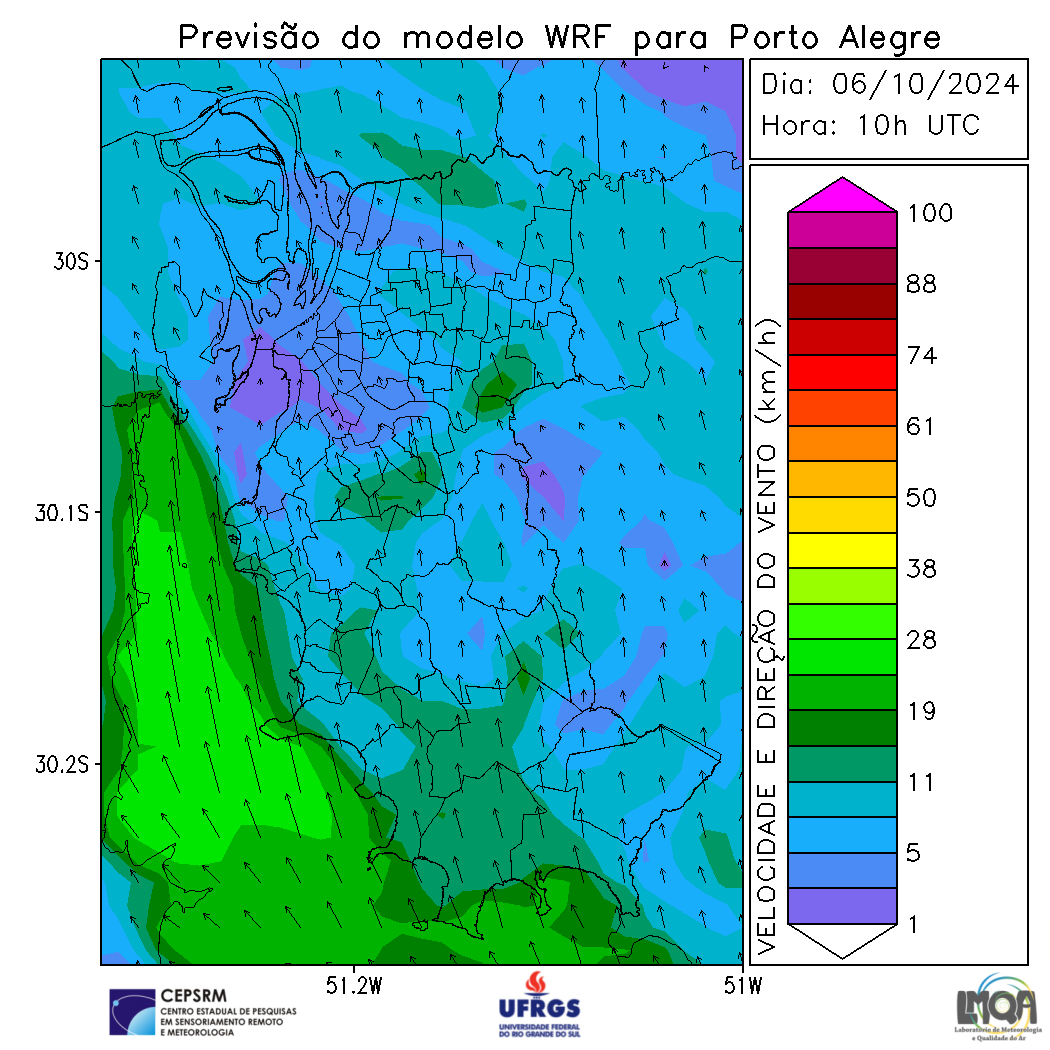 Previsão do modelo WRF para Porto Alegre
Dia: 06/10/2024
Hora: 10h UTC
30S
30.1S
30.2S
51.2W
51W
VELOCIDADE E DIREÇÃO DO VENTO (km/h)
100
88
74
61
50
38
28
19
11
5
1
CEPSRM
CENTRO ESTADUAL DE PESQUISAS
EM SENSORIAMENTO REMOTO
E METEOROLOGIA
UFRGS
UNIVERSIDADE FEDERAL
DO RIO GRANDE DO SUL
LMQA
Laboratório de Meteorologia
e Qualidade do Ar